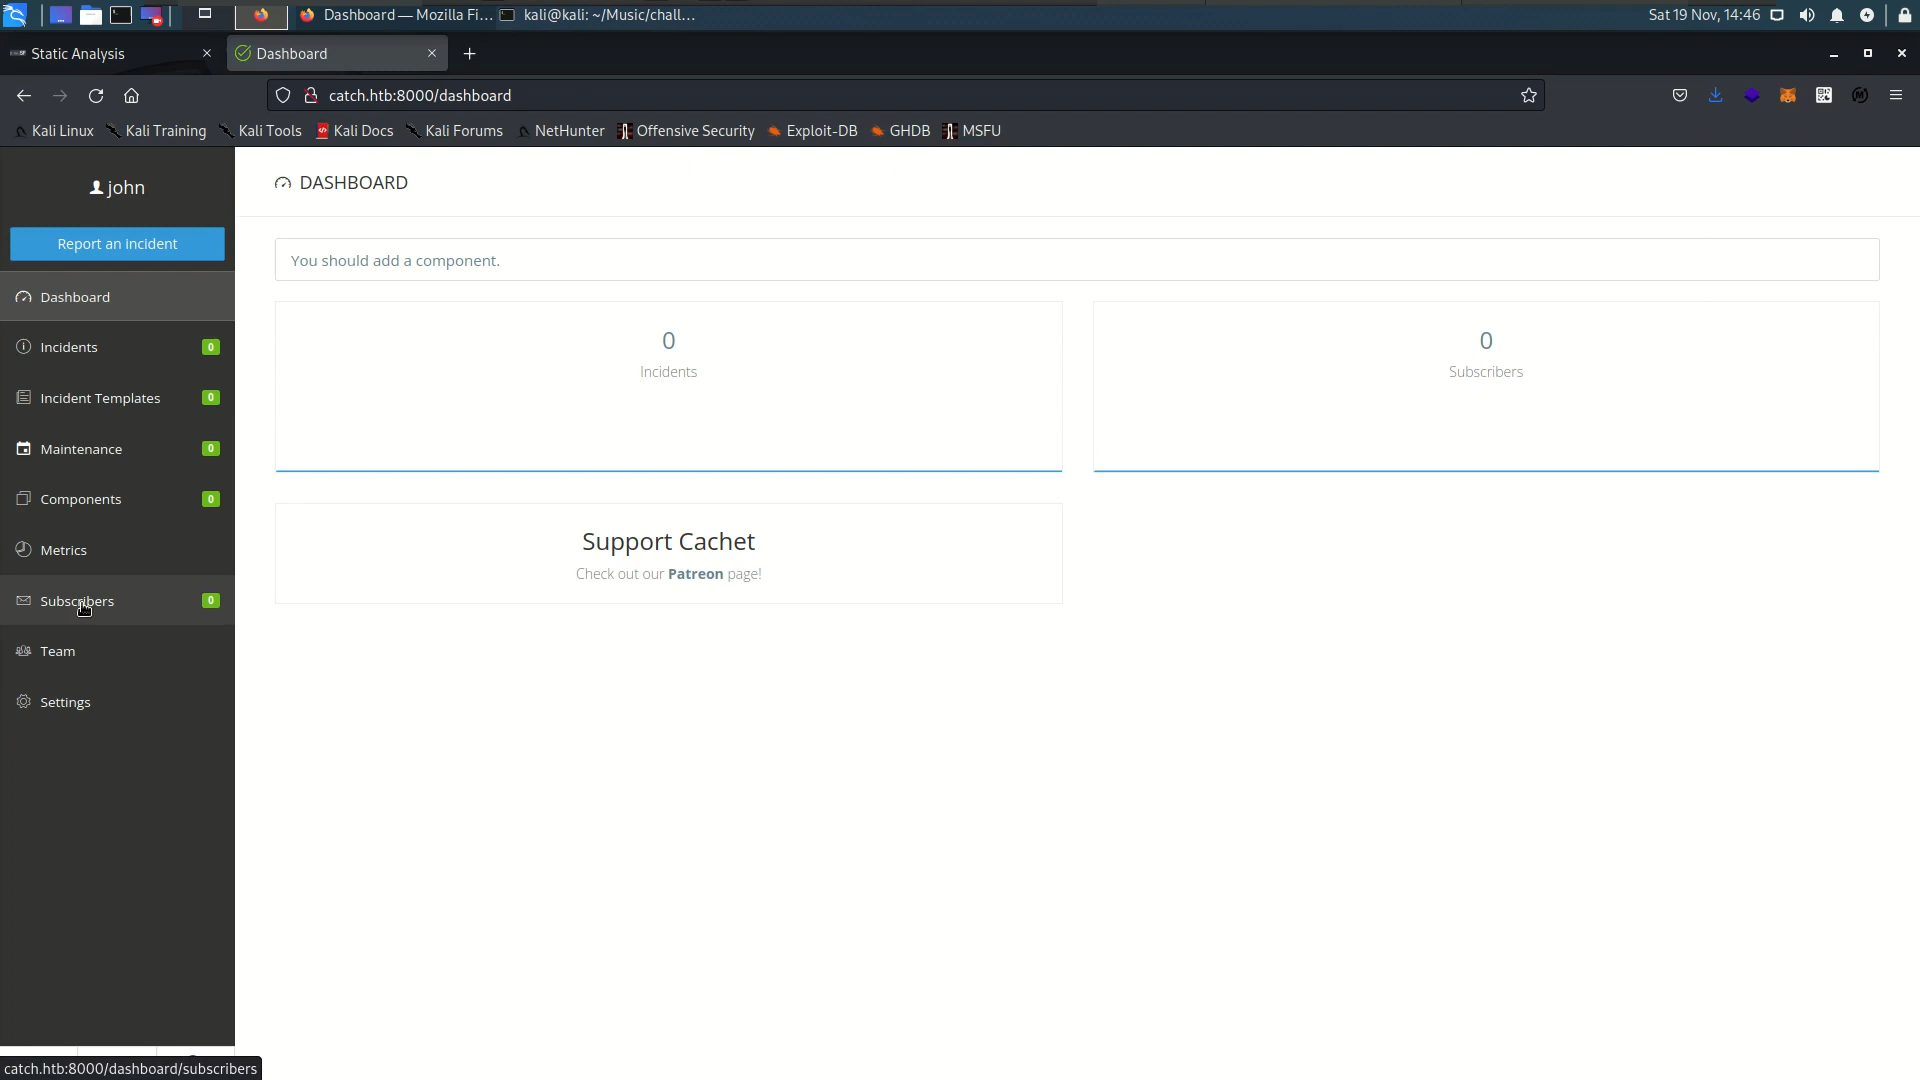 Dashboard — Mozilla Fi...
kali@kali: ~/Music/chall...
Sat 19 Nov, 14:46
Static Analysis
Dashboard
catch.htb:8000/dashboard
Kali Linux
Kali Training
Kali Tools
Kali Docs
Kali Forums
NetHunter
Offensive Security
Exploit-DB
GHDB
MSFU
john
Report an incident
Dashboard
Incidents 0
Incident Templates 0
Maintenance 0
Components 0
Metrics
Subscribers 0
Team
Settings
DASHBOARD
You should add a component.
0
Incidents
0
Subscribers
Support Cachet
Check out our Patreon page!
catch.htb:8000/dashboard/subscribers